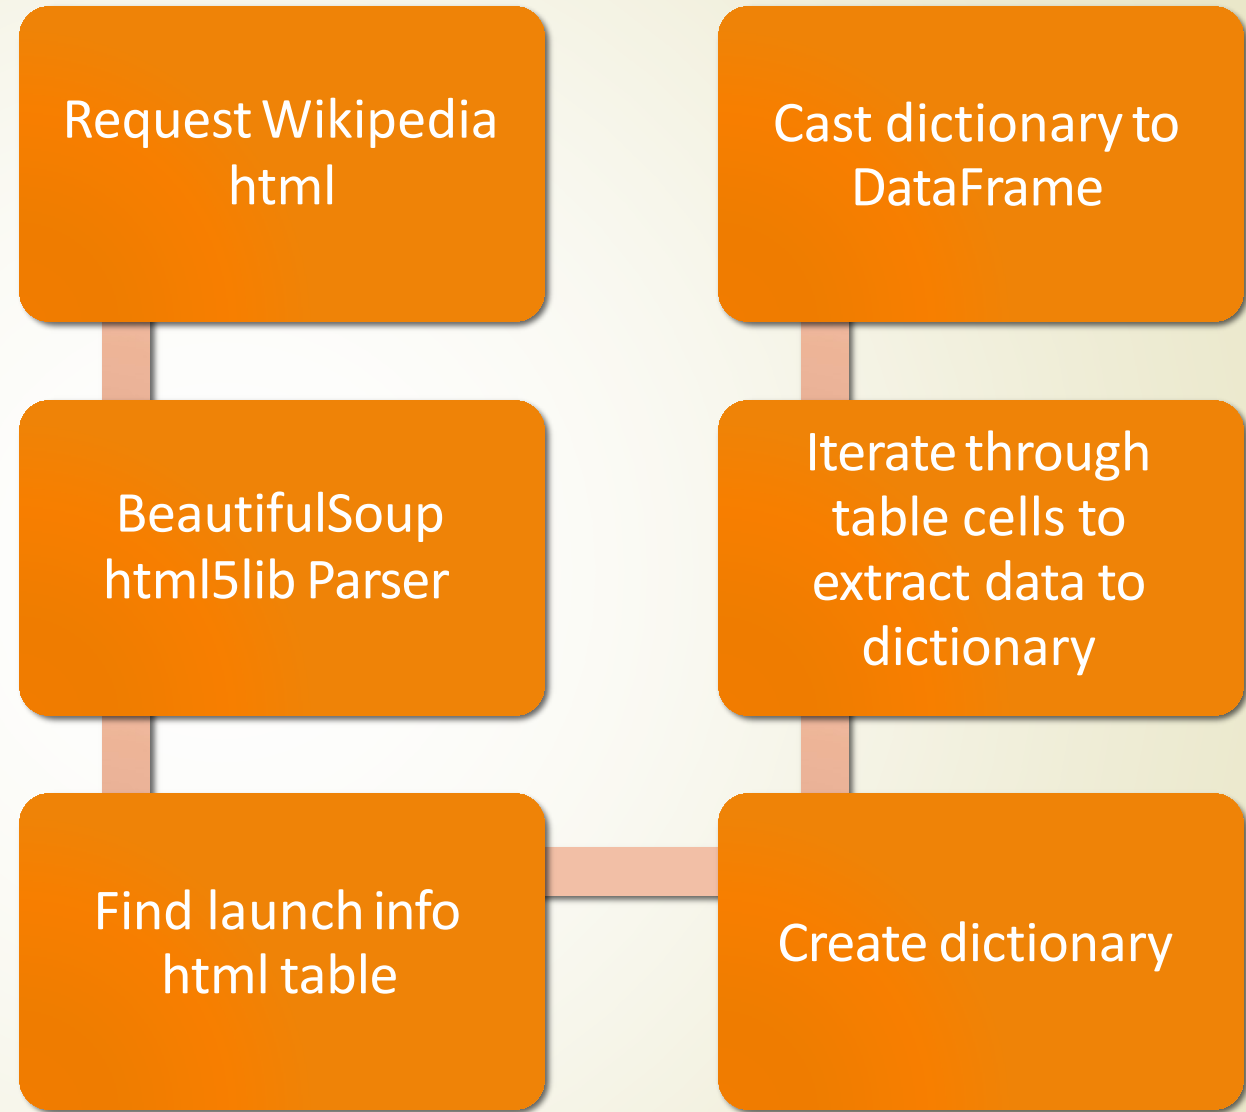 Request Wikipedia
html
BeautifulSoup
html5lib Parser
Find launch info
html table
Create dictionary
Iterate through
table cells to
extract data to
dictionary
Cast dictionary to
DataFrame